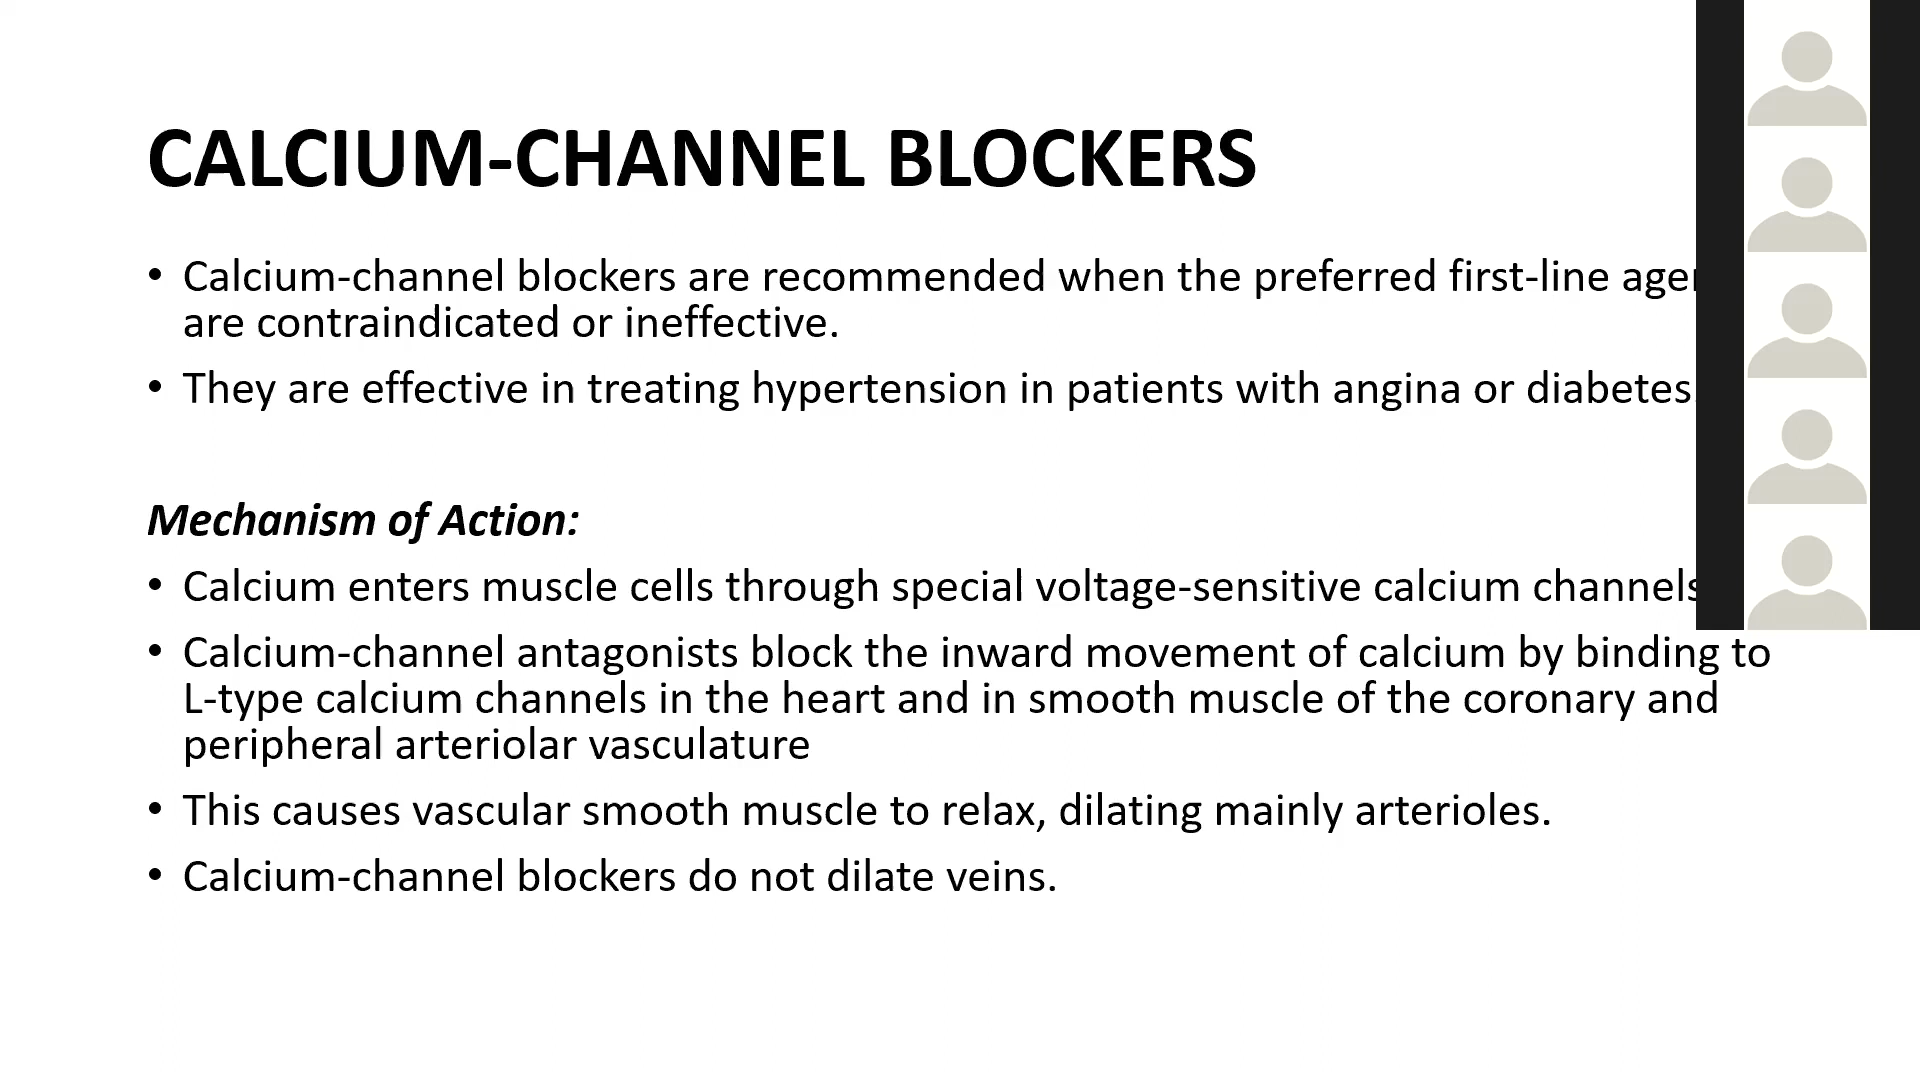 CALCIUM-CHANNEL BLOCKERS
• Calcium-channel blockers are recommended when the preferred first-line
are contraindicated or ineffective.
• They are effective in treating hypertension in patients with angina or diabetes.
Mechanism of Action:
• Calcium enters muscle cells through special voltage-sensitive calcium channels
• Calcium-channel antagonists block the inward movement of calcium by binding to
L-type calcium channels in the heart and in smooth muscle of the coronary and
peripheral arteriolar vasculature
• This causes vascular smooth muscle to relax, dilating mainly arterioles.
• Calcium-channel blockers do not dilate veins.